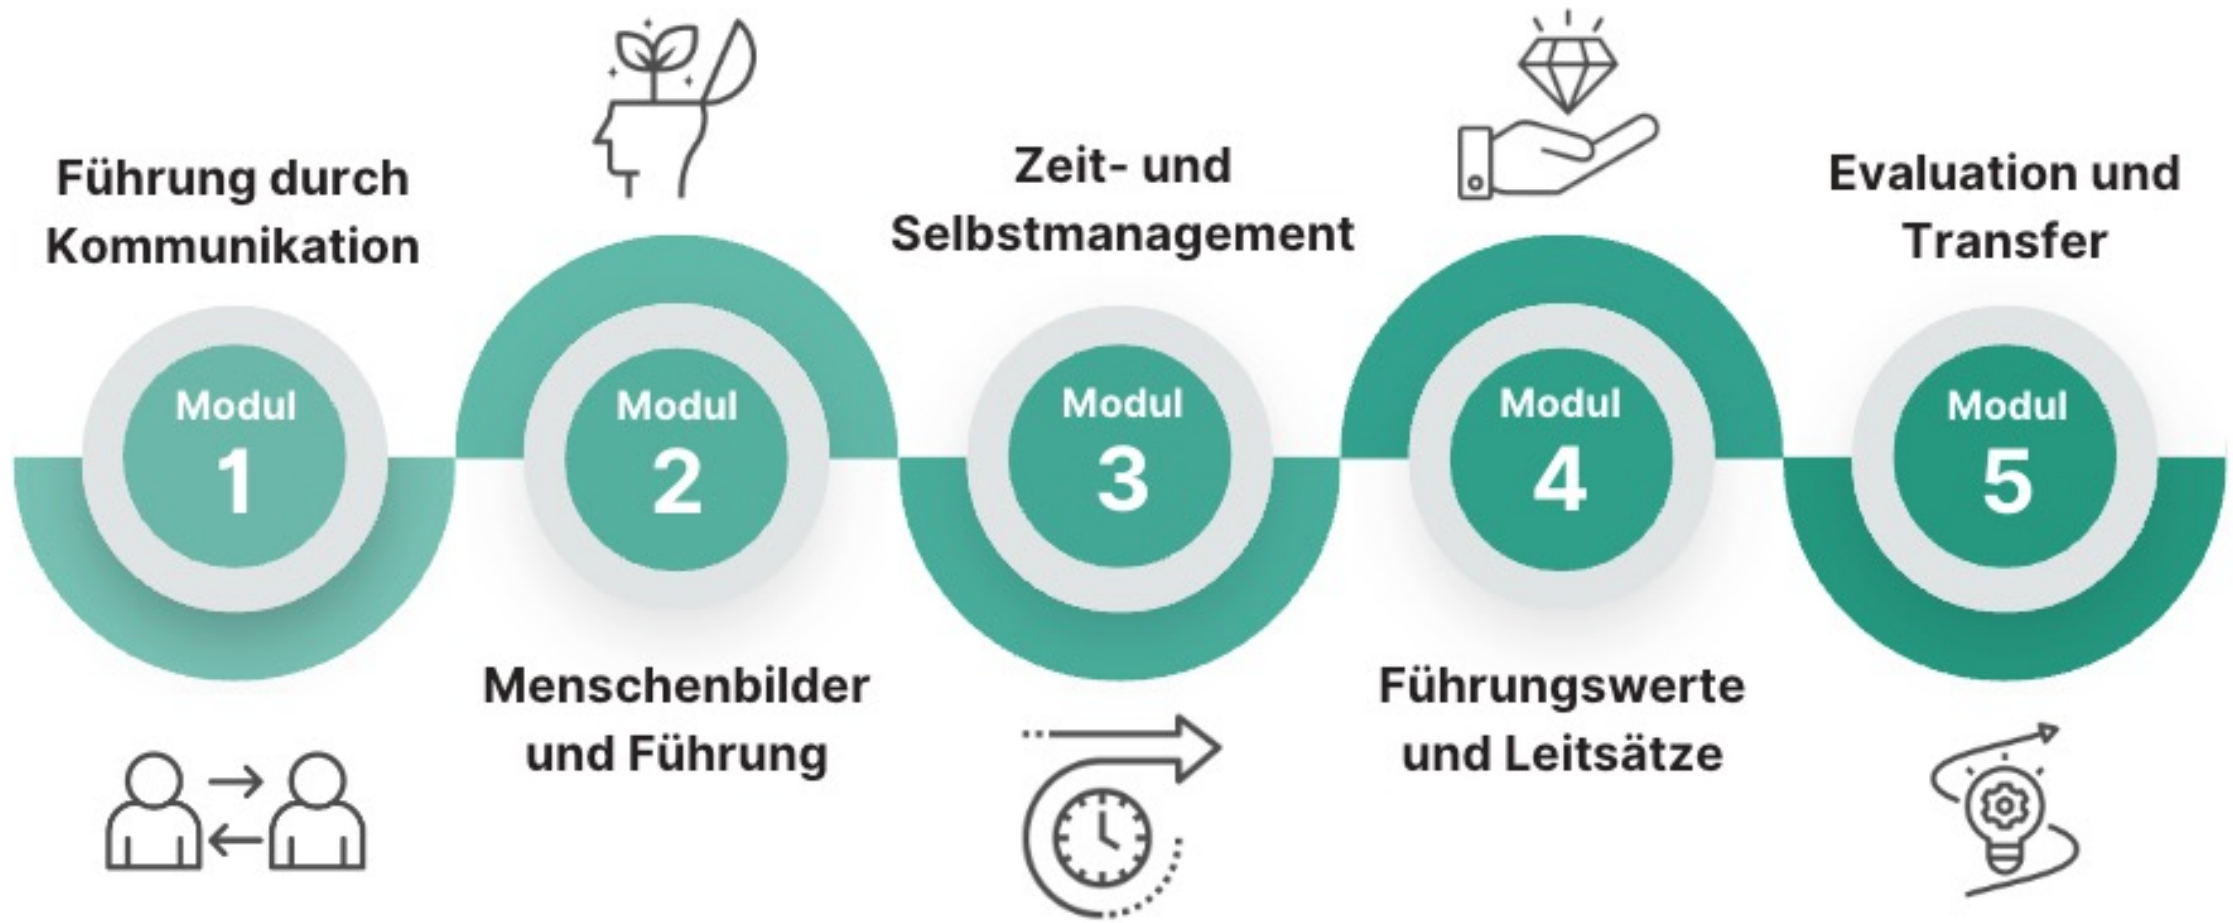 Führung durch
Kommunikation
Modul
1
Modul
2
Menschenbilder
und Führung
Zeit- und
Selbstmanagement
Modul
3
Modul
4
Führungswerte
und Leitsätze
Evaluation und
Transfer
Modul
5